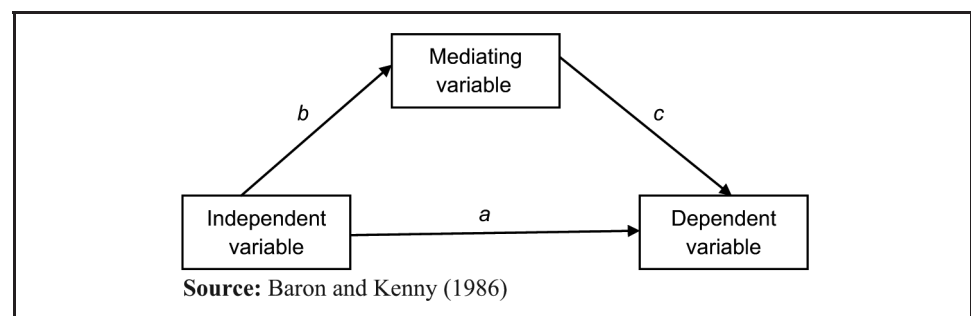 Mediating
variable
b
c
Independent
variable
a
Dependent
variable
Source: Baron and Kenny (1986)